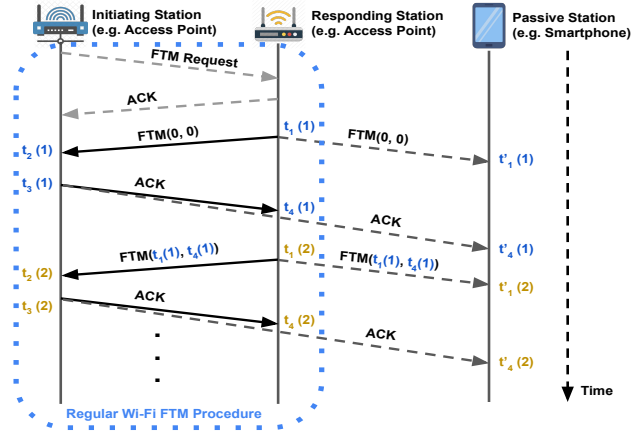 Initiating Station
(e.g. Access Point)
Responding Station
(e.g. Access Point)
Passive Station
(e.g. Smartphone)
FTM Request
ACK
FTM(0, 0)
t₁ (1)
FTM(0, 0)
t₂ (1)
t'₁ (1)
t₃ (1)
ACK
t₄ (1)
ACK
t'₄ (1)
FTM(t₁(1), t₄(1))
t₁ (2)
FTM(t₁(1), t₄(1))
t₂ (2)
t'₁ (2)
t₃ (2)
ACK
t₄ (2)
ACK
t'₄ (2)
Time
Regular Wi-Fi FTM Procedure